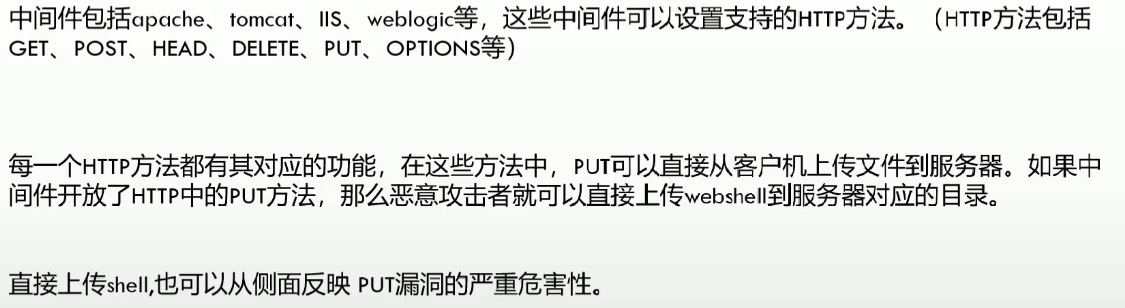 中间件包括apache、tomcat、IIS、weblogic等，这些中间件可以设置支持的HTTP方法。（HTTP方法包括
GET、POST、HEAD、DELETE、PUT、OPTIONS等）
每一个HTTP方法都有其对应的功能，在这些方法中，PUT可以直接从客户机上传文件到服务器。如果中
间件开放了HTTP中的PUT方法，那么恶意攻击者就可以直接上传webshell到服务器对应的目录。
直接上传shell,也可以从侧面反映 PUT漏洞的严重危害性。